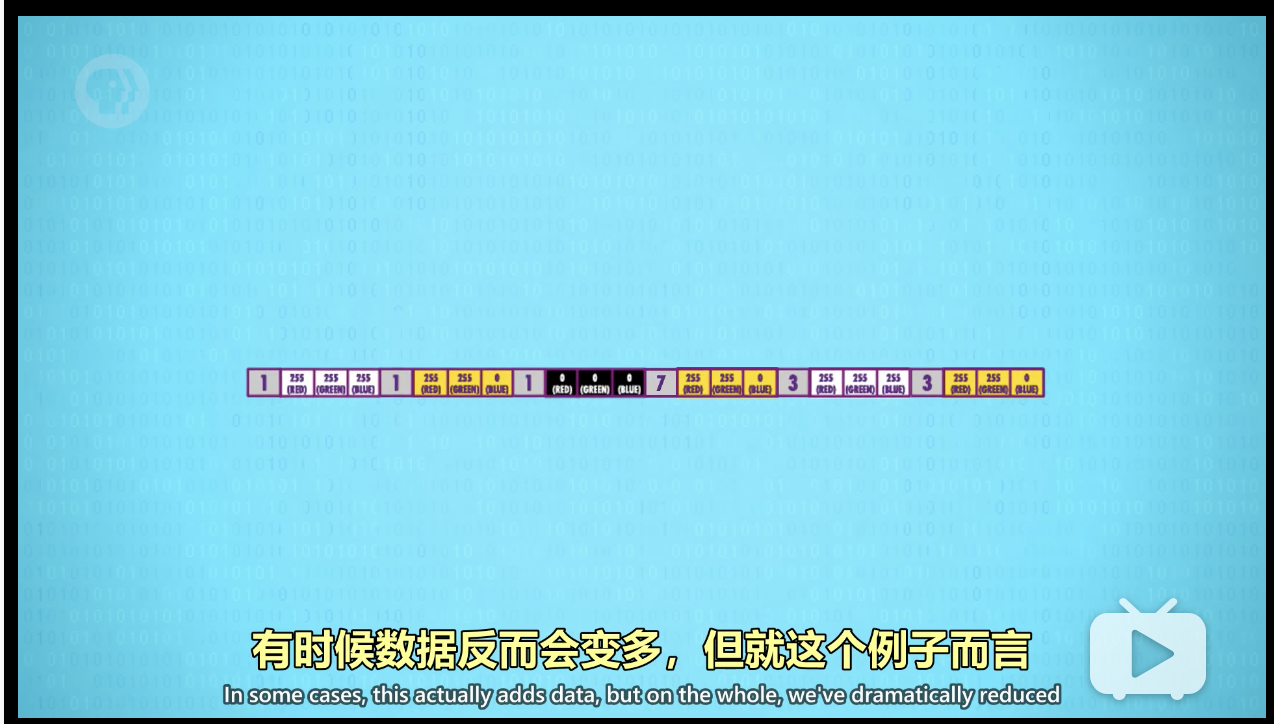 1 255 (RED) 255 (GREEN) 255 (BLUE) 1 255 (RED) 255 (GREEN) 0 (BLUE) 1 0 (RED) 0 (GREEN) 0 (BLUE) 7 255 (RED) 255 (GREEN) 0 (BLUE) 3 255 (RED) 255 (GREEN) 255 (BLUE) 3 255 (RED) 255 (GREEN) 0 (BLUE)
有时候数据反而会变多，但就这个例子而言
In some cases, this actually adds data, but on the whole, we've dramatically reduced